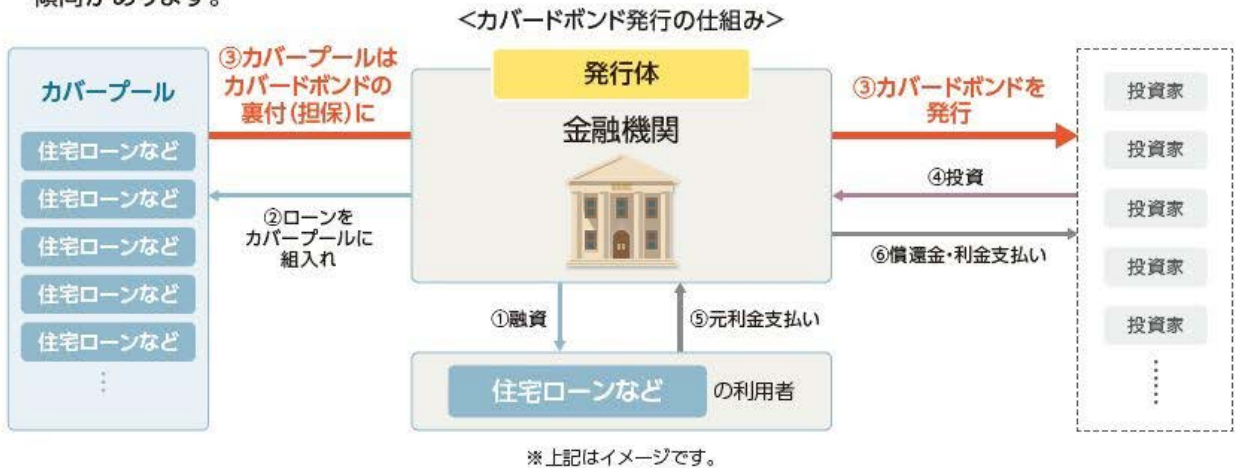 傾向があります。
<カバードボンド発行の仕組み>
カバープール
住宅ローンなど
住宅ローンなど
住宅ローンなど
住宅ローンなど
住宅ローンなど
③カバープールは
カバードボンドの
裏付(担保)に
②ローンを
カバープールに
組入れ
発行体
金融機関
①融資
⑤元利金支払い
住宅ローンなど の利用者
③カバードボンドを
発行
④投資
⑥償還金・利金支払い
投資家
投資家
投資家
投資家
投資家
※上記はイメージです。